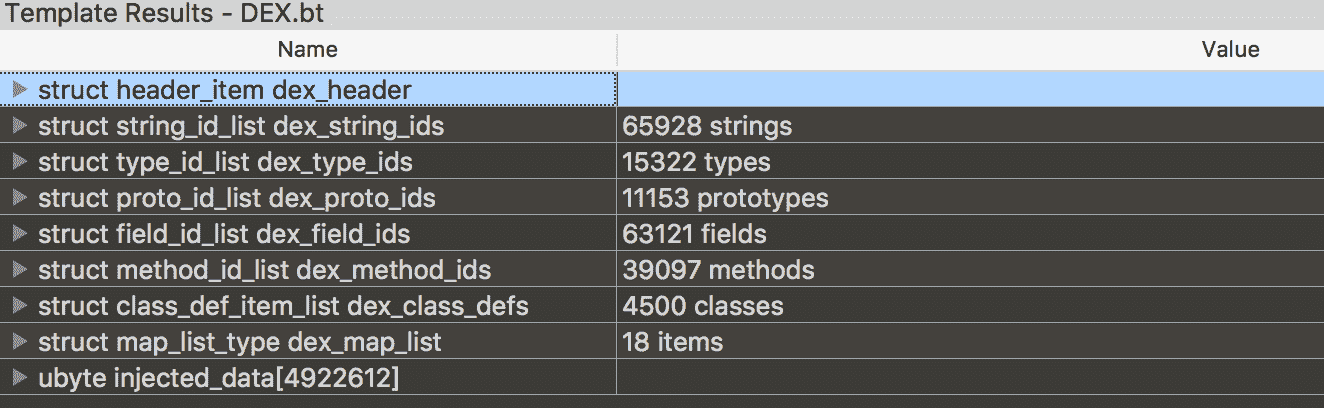 Template Results - DEX.bt
Name Value
struct header_item dex_header
struct string_id_list dex_string_ids 65928 strings
struct type_id_list dex_type_ids 15322 types
struct proto_id_list dex_proto_ids 11153 prototypes
struct field_id_list dex_field_ids 63121 fields
struct method_id_list dex_method_ids 39097 methods
struct class_def_item_list dex_class_defs 4500 classes
struct map_list_type dex_map_list 18 items
ubyte injected_data[4922612]